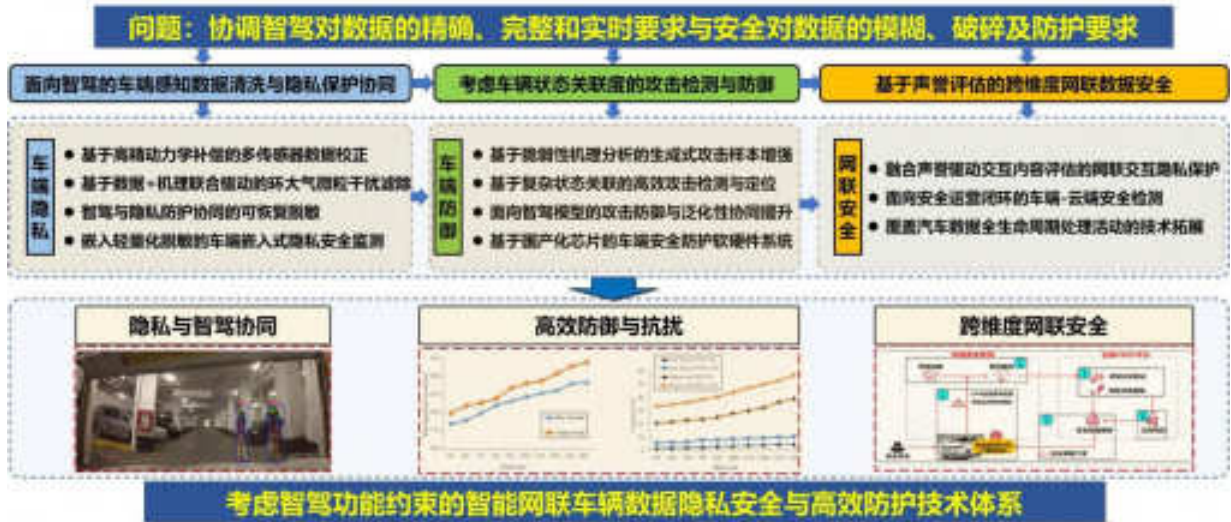 问题：协调智驾对数据的精确、完整和实时要求与安全对数据的模糊、破碎及防护要求
面向智驾的车端感知数据清洗与隐私保护协同
考虑车辆状态关联度的攻击检测与防御
基于声誉评估的跨维度网联数据安全
车端隐私
● 基于高精动力学补偿的多传感器数据校正
● 基于数据+机理联合驱动的环大气微粒干扰滤除
● 智驾与隐私防护协同的可恢复脱敏
● 嵌入轻量化脱敏的车端嵌入式隐私安全监测
车端防御
● 基于脆弱性机理分析的生成式攻击样本增强
● 基于复杂状态关联的高效攻击检测与定位
● 面向智驾模型的攻击防御与泛化性协同提升
● 基于国产化芯片的车端安全防护软硬件系统
网联安全
● 融合声誉驱动交互内容评估的网联交互隐私保护
● 面向安全运营闭环的车端-云端安全检测
● 覆盖汽车数据全生命周期处理活动的技术拓展
隐私与智驾协同
高效防御与抗扰
跨维度网联安全
考虑智驾功能约束的智能网联车辆数据隐私安全与高效防护技术体系